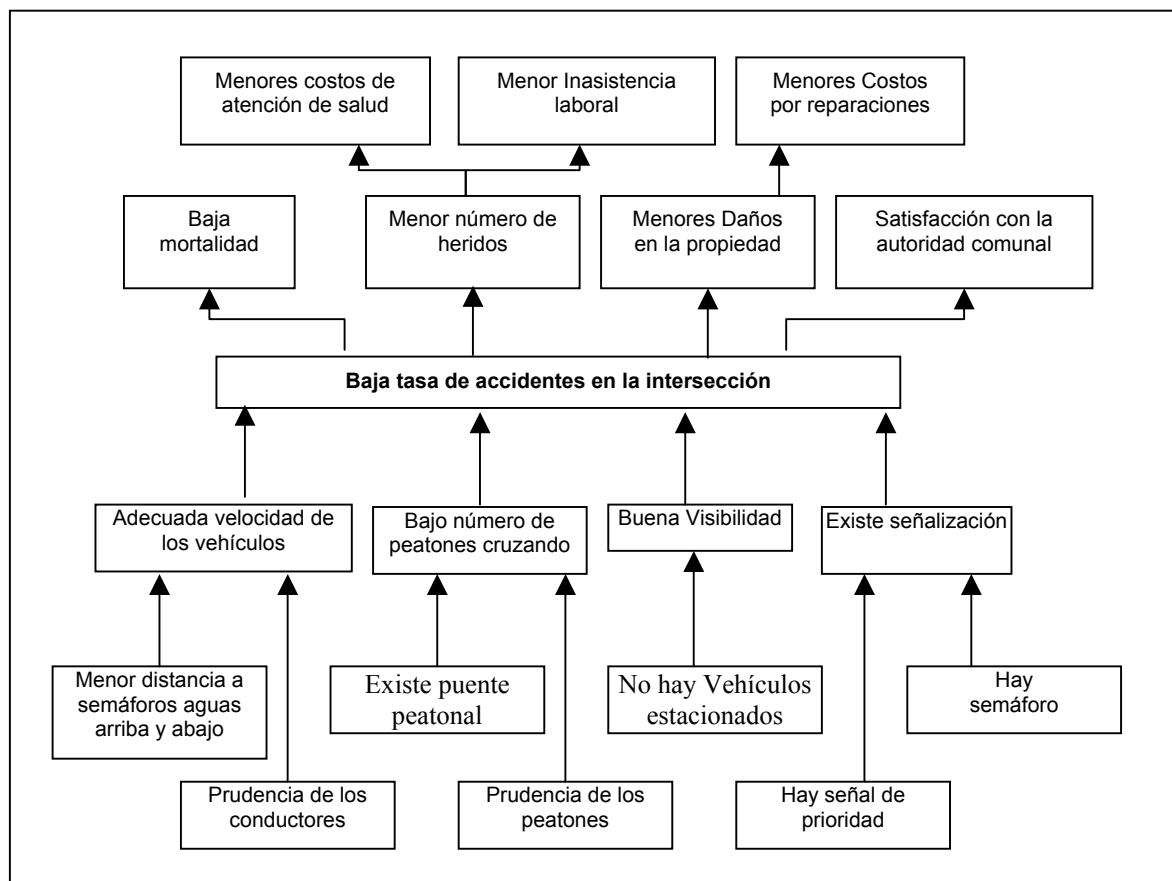 Menores costos de
atención de salud
Menor Inasistencia
laboral
Menores Costos
por reparaciones
Baja
mortalidad
Menor número de
heridos
Menores Daños
en la propiedad
Satisfacción con la
autoridad comunal
Baja tasa de accidentes en la intersección
Adecuada velocidad de
los vehículos
Bajo número de
peatones cruzando
Buena Visibilidad
Existe señalización
Menor distancia a
semáforos aguas
arriba y abajo
Existe puente
peatonal
No hay Vehículos
estacionados
Hay
semáforo
Prudencia de los
conductores
Prudencia de los
peatones
Hay señal de
prioridad